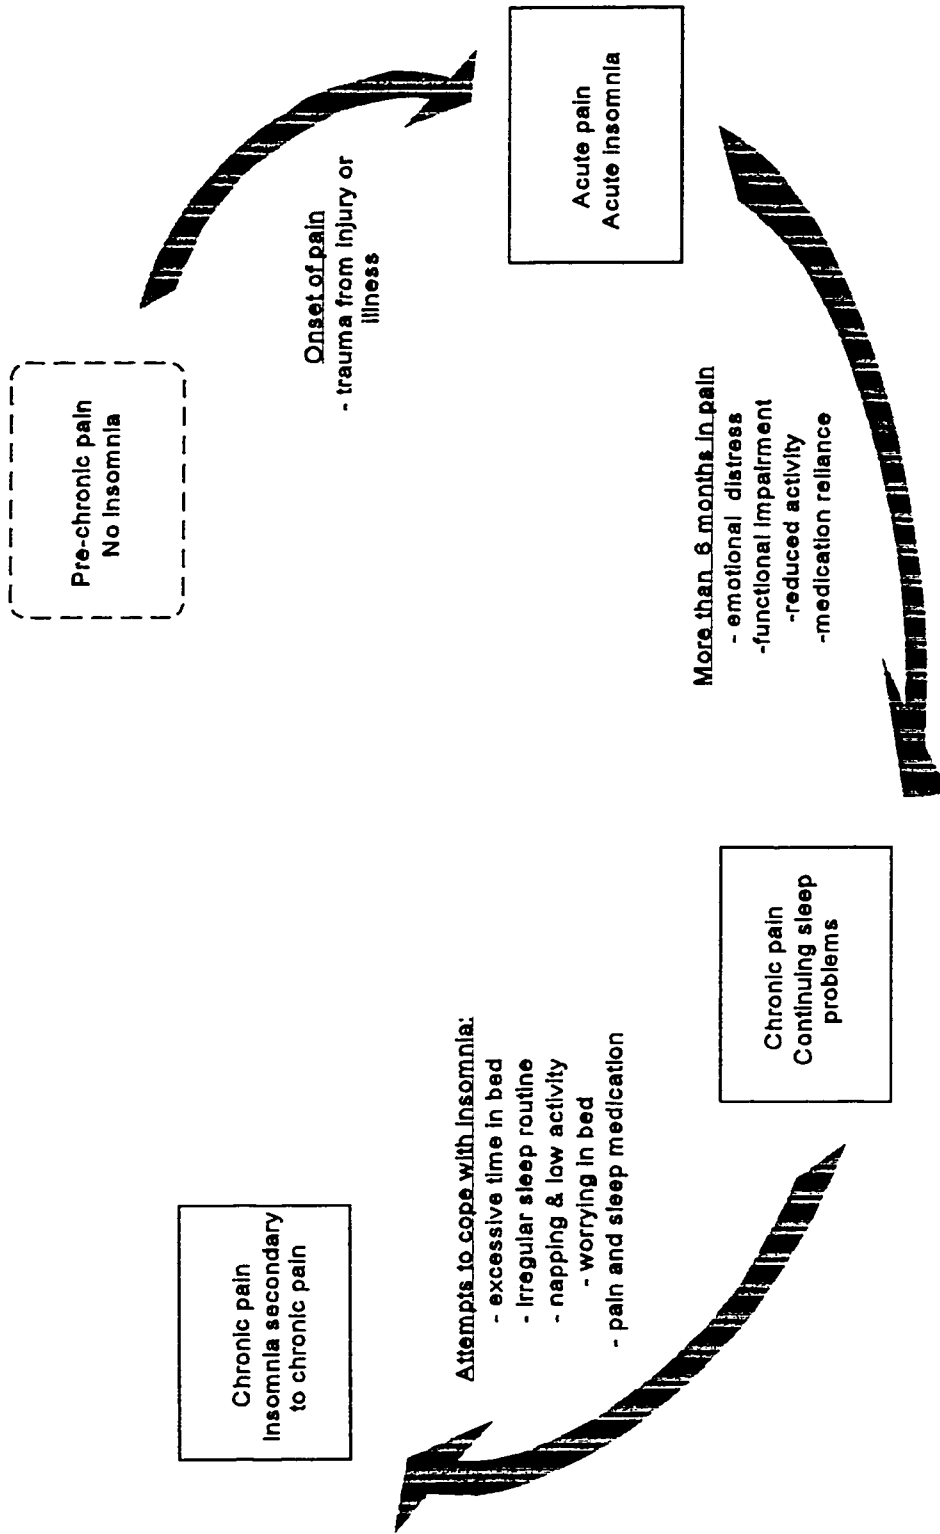 Pre-chronic pain
No insomnia
Onset of pain
- trauma from injury or
illness
Acute pain
Acute insomnia
More than 6 months in pain
- emotional distress
-functional impairment
-reduced activity
-medication reliance
Chronic pain
Continuing sleep
problems
Attempts to cope with insomnia:
- excessive time in bed
- irregular sleep routine
- napping & low activity
- worrying in bed
- pain and sleep medication
Chronic pain
Insomnia secondary
to chronic pain